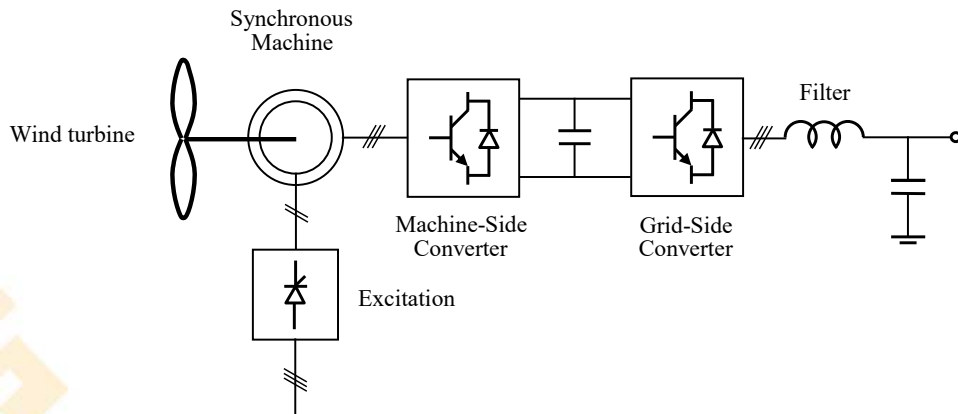 Synchronous
Machine
Wind turbine
Filter
Machine-Side
Converter
Grid-Side
Converter
Excitation